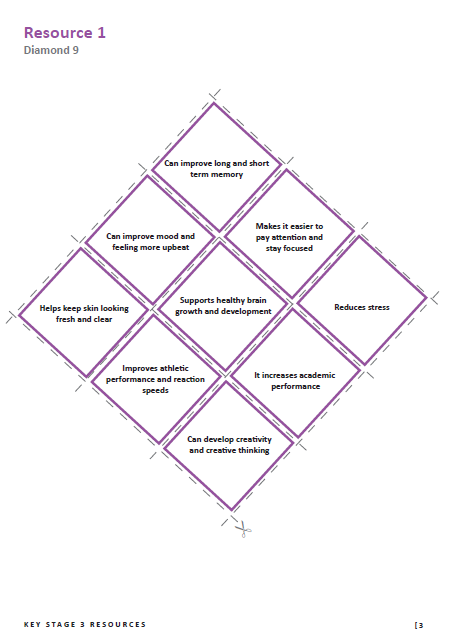 Resource 1
Diamond 9
Can improve long and short
term memory
Can improve mood and
feeling more upbeat
Makes it easier to
pay attention and
stay focused
Helps keep skin looking
fresh and clear
Supports healthy brain
growth and development
Reduces stress
Improves athletic
performance and reaction
speeds
It increases academic
performance
Can develop creativity
and creative thinking
KEY STAGE 3 RESOURCES
[3